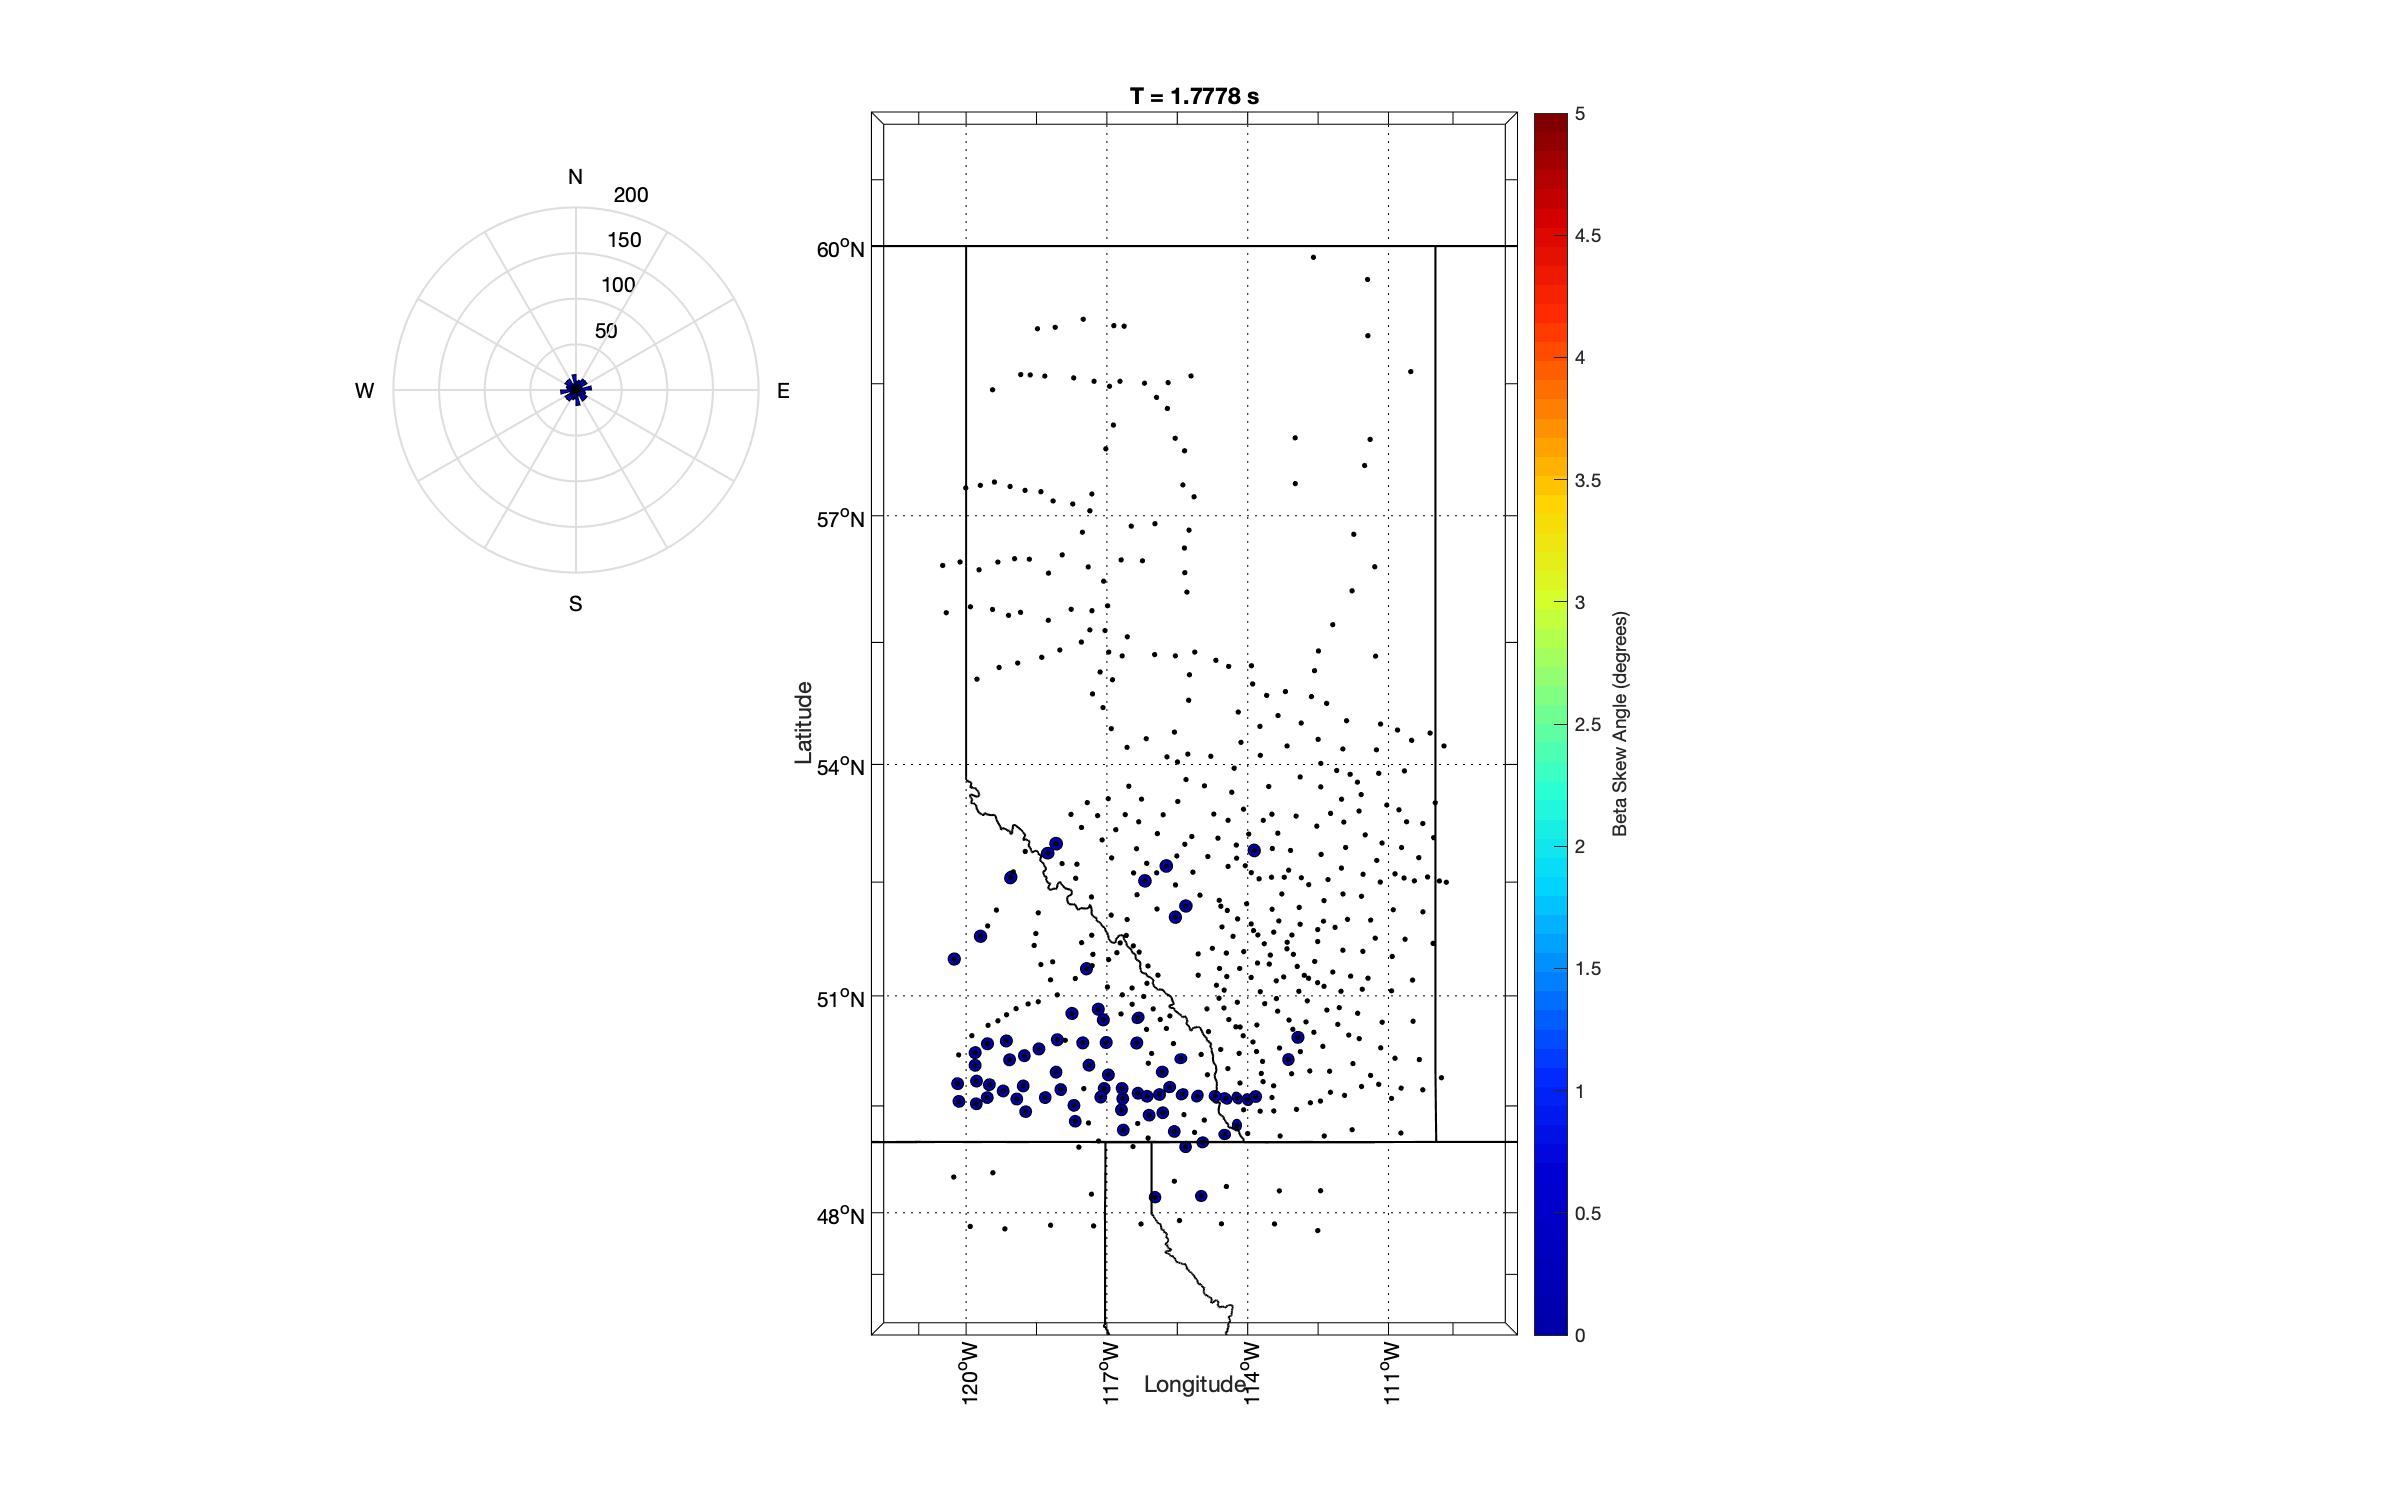 T = 1.7778 s
N
200
150
100
50
W
E
S
60°N
57°N
54°N
51°N
48°N
Latitude
120°W
117°W
114°W
111°W
Longitude
5
4.5
4
3.5
3
2.5
2
1.5
1
0.5
0
Beta Skew Angle (degrees)